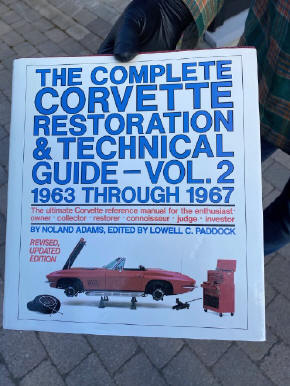 THE COMPLETE
CORVETTE
RESTORATION
& TECHNICAL
GUIDE—VOL. 2
1963 THROUGH 1967
The ultimate Corvette reference manual for the enthusiast·
owner · collector · restorer · connoisseur · judge · investor
BY NOLAND ADAMS, EDITED BY LOWELL C. PADDOCK
REVISED,
UPDATED
EDITION